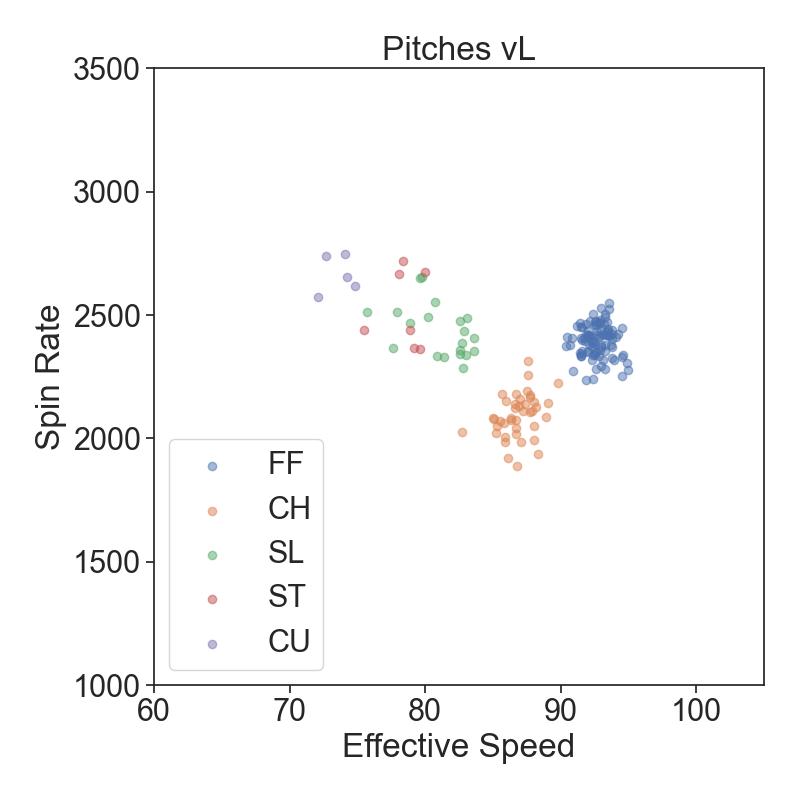 Pitches vL
3500
3000
2500
2000
1500
1000
Spin Rate
FF
CH
SL
ST
CU
60 70 80 90 100
Effective Speed